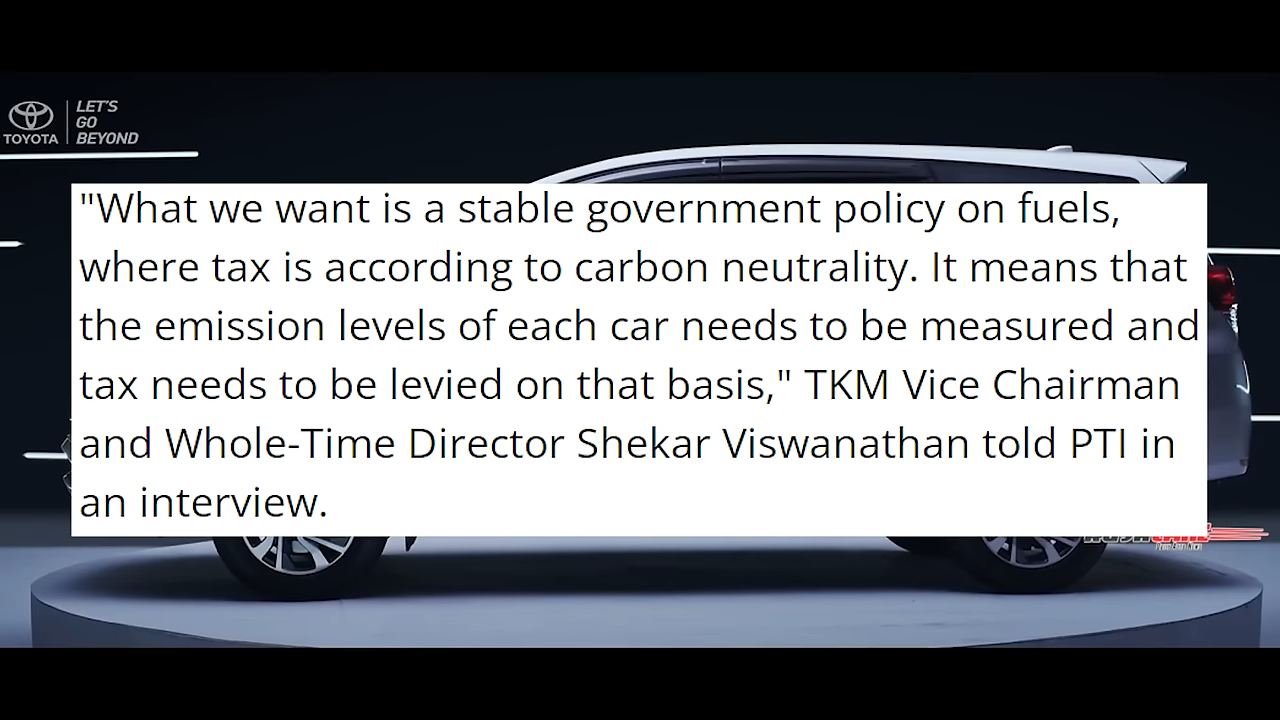 LET'S
GO
BEYOND
TOYOTA
"What we want is a stable government policy on fuels,
where tax is according to carbon neutrality. It means that
the emission levels of each car needs to be measured and
tax needs to be levied on that basis," TKM Vice Chairman
and Whole-Time Director Shekar Viswanathan told PTI in
an interview.